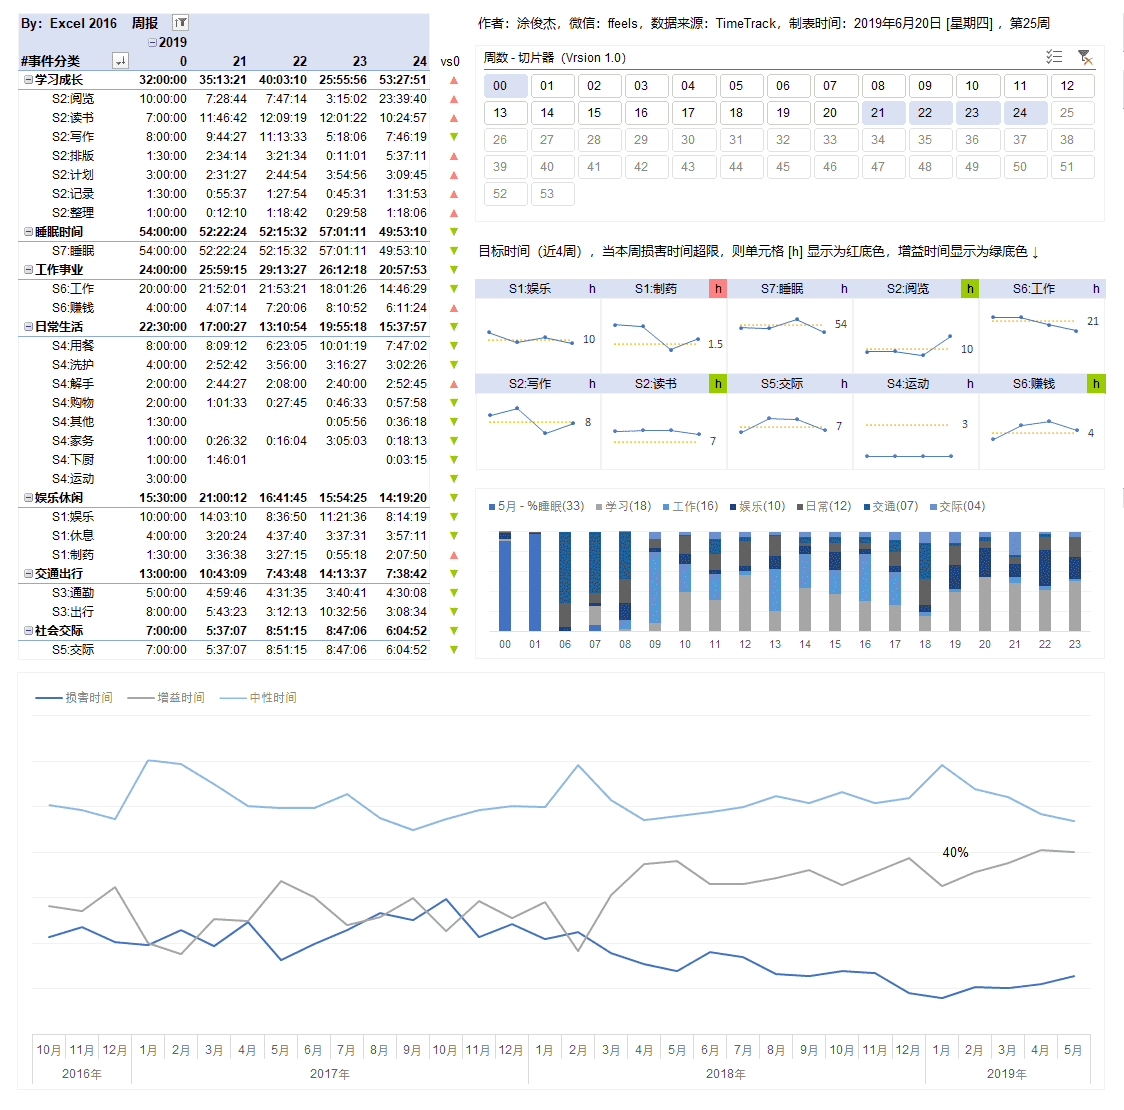 By：Excel 2016 周报
2019
#事件分类 0 21 22 23 24 vs0
学习成长 32:00:00 35:13:21 40:03:10 25:55:56 53:27:51
S2:阅览 10:00:00 7:28:44 7:47:14 3:15:02 23:39:40
S2:读书 7:00:00 11:46:42 12:09:19 12:01:22 10:24:57
S2:写作 8:00:00 9:44:27 11:13:33 5:18:06 7:46:19
S2:排版 1:30:00 2:34:14 3:21:34 0:11:01 5:37:11
S2:计划 3:00:00 2:31:27 2:44:54 3:54:56 3:09:45
S2:记录 1:30:00 0:55:37 1:27:54 0:45:31 1:31:53
S2:整理 1:00:00 0:12:10 1:18:42 0:29:58 1:18:06
睡眠时间 54:00:00 52:22:24 52:15:32 57:01:11 49:53:10
S7:睡眠 54:00:00 52:22:24 52:15:32 57:01:11 49:53:10
工作事业 24:00:00 25:59:15 29:13:27 26:12:18 20:57:53
S6:工作 20:00:00 21:52:01 21:53:21 18:01:26 14:46:29
S6:赚钱 4:00:00 4:07:14 7:20:06 8:10:52 6:11:24
日常生活 22:30:00 17:00:27 13:10:54 19:55:18 15:37:57
S4:用餐 8:00:00 8:09:12 6:23:05 10:01:19 7:47:02
S4:洗护 4:00:00 2:52:42 3:56:00 3:16:27 3:02:26
S4:解手 2:00:00 2:44:27 2:08:00 2:40:00 2:52:45
S4:购物 2:00:00 1:01:33 0:27:45 0:46:33 0:57:58
S4:其他 1:30:00 0:05:56 0:36:18
S4:家务 1:00:00 0:26:32 0:16:04 3:05:03 0:18:13
S4:下厨 1:00:00 1:46:01 0:03:15
S4:运动 3:00:00
娱乐休闲 15:30:00 21:00:12 16:41:45 15:54:25 14:19:20
S1:娱乐 10:00:00 14:03:10 8:36:50 11:21:36 8:14:19
S1:休息 4:00:00 3:20:24 4:37:40 3:37:31 3:57:11
S1:制药 1:30:00 3:36:38 3:27:15 0:55:18 2:07:50
交通出行 13:00:00 10:43:09 7:43:48 14:13:37 7:38:42
S3:通勤 5:00:00 4:59:46 4:31:35 3:40:41 4:30:08
S3:出行 8:00:00 5:43:23 3:12:13 10:32:56 3:08:34
社会交际 7:00:00 5:37:07 8:51:15 8:47:06 6:04:52
S5:交际 7:00:00 5:37:07 8:51:15 8:47:06 6:04:52
作者：涂俊杰，微信：ffeels，数据来源：TimeTrack，制表时间：2019年6月20日 [星期四] ，第25周
周数 - 切片器（Vrsion 1.0）
00 01 02 03 04 05 06 07 08 09 10 11 12
13 14 15 16 17 18 19 20 21 22 23 24 25
26 27 28 29 30 31 32 33 34 35 36 37 38
39 40 41 42 43 44 45 46 47 48 49 50 51
52 53
目标时间（近4周），当本周损害时间超限，则单元格 [h] 显示为红底色，增益时间显示为绿底色 ↓
S1:娱乐 h S1:制药 h S7:睡眠 h S2:阅览 h S6:工作 h
10 1.5 54 10 21
S2:写作 h S2:读书 h S5:交际 h S4:运动 h S6:赚钱 h
8 7 7 3 4
5月 - %睡眠(33) 学习(18) 工作(16) 娱乐(10) 日常(12) 交通(07) 交际(04)
00 01 06 07 08 09 10 11 12 13 14 15 16 17 18 19 20 21 22 23
损害时间 增益时间 中性时间
40%
10月 11月 12月 1月 2月 3月 4月 5月 6月 7月 8月 9月 10月 11月 12月 1月 2月 3月 4月 5月 6月 7月 8月 9月 10月 11月 12月 1月 2月 3月 4月 5月
2016年 2017年 2018年 2019年